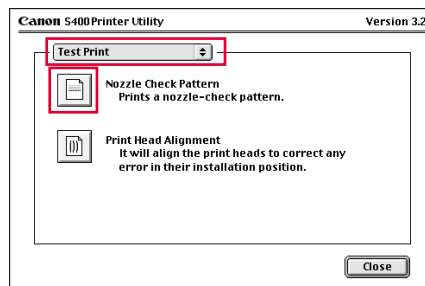 Canon S400 Printer Utility Version 3.2
Test Print
Nozzle Check Pattern
Prints a nozzle-check pattern.
Print Head Alignment
It will align the print heads to correct any
error in their installation position.
Close